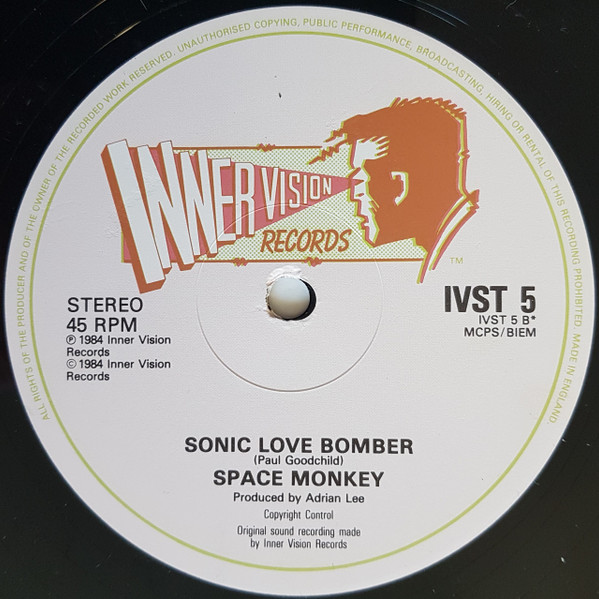 ALL RIGHTS OF THE PRODUCER AND OF THE OWNER OF THE RECORDED WORK RESERVED. UNAUTHORISED COPYING, PUBLIC PERFORMANCE, BROADCASTING, HIRING OR RENTAL OF THIS RECORDING PROHIBITED. MADE IN ENGLAND.
INNERVISION
RECORDS
TM
STEREO
45 RPM
℗ 1984 Inner Vision
Records
© 1984 Inner Vision
Records
IVST 5
IVST 5 B*
MCPS/BIEM
SONIC LOVE BOMBER
(Paul Goodchild)
SPACE MONKEY
Produced by Adrian Lee
Copyright Control
Original sound recording made
by Inner Vision Records